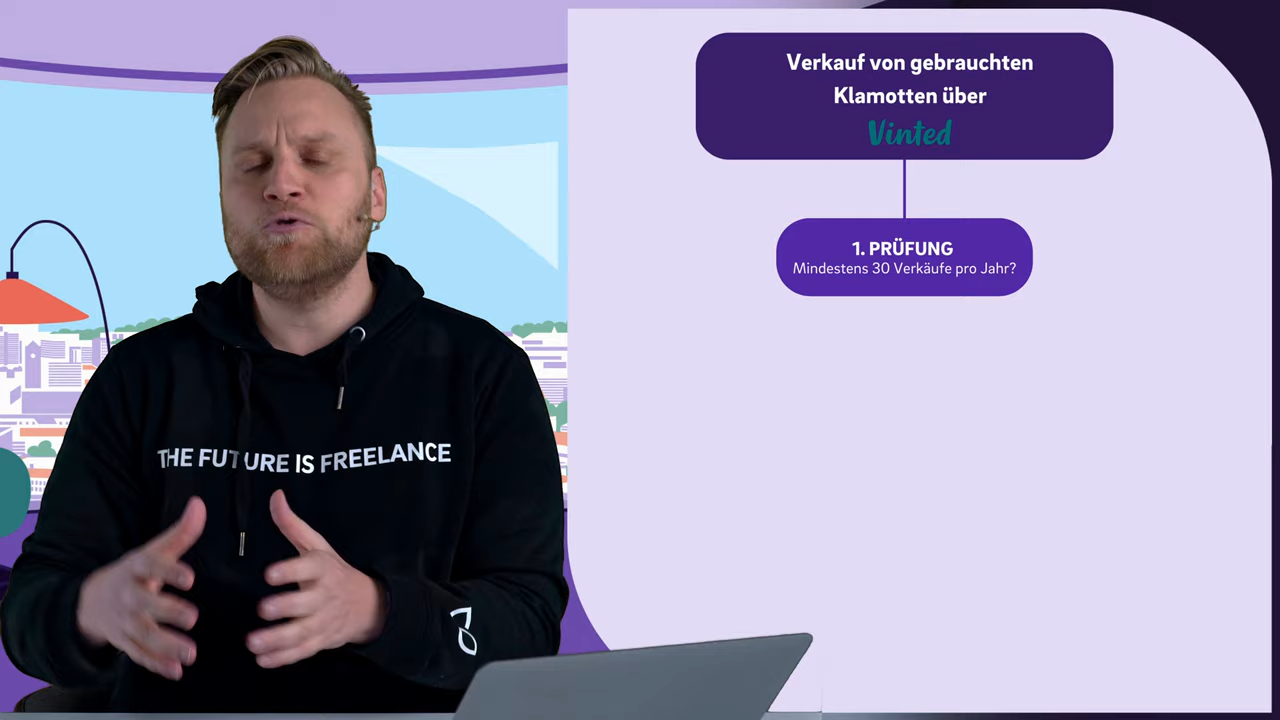 Verkauf von gebrauchten
Klamotten über
Vinted
1. PRÜFUNG
Mindestens 30 Verkäufe pro Jahr?
THE FUTURE IS FREELANCE